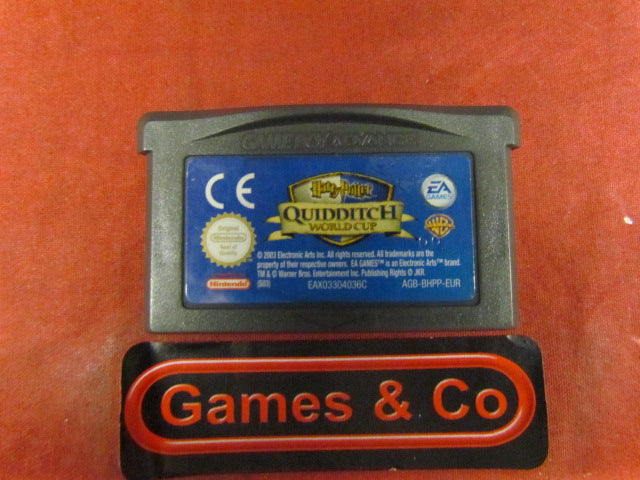 GAME BOY ADVANCE
CE
Harry Potter
QUIDDITCH
WORLD CUP
EA
GAMES
WB
Original
Nintendo
Seal of
Quality
Nintendo
© 2003 Electronic Arts Inc. All rights reserved. All trademarks are the
property of their respective owners. EA GAMES™ is an Electronic Arts™ brand.
TM & © Warner Bros. Entertainment Inc. Publishing Rights © JKR.
(S03) EAX03304036C AGB-BHPP-EUR
Games & Co